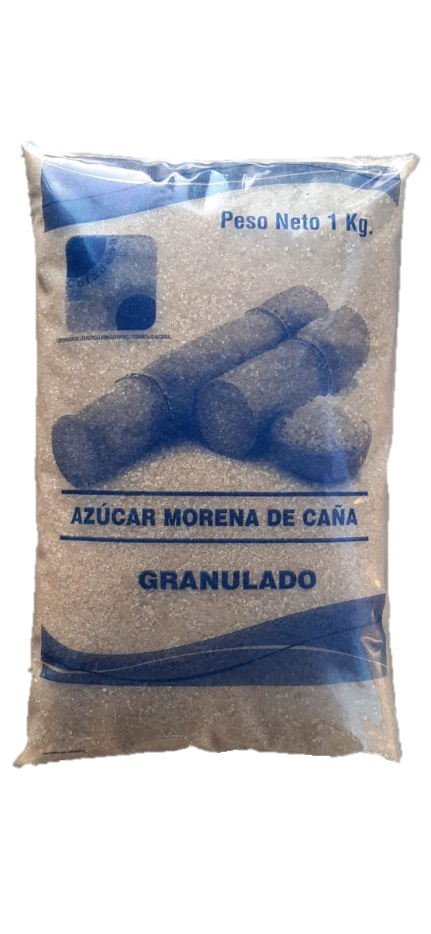 Peso Neto 1 Kg.
AZÚCAR MORENA DE CAÑA
GRANULADO